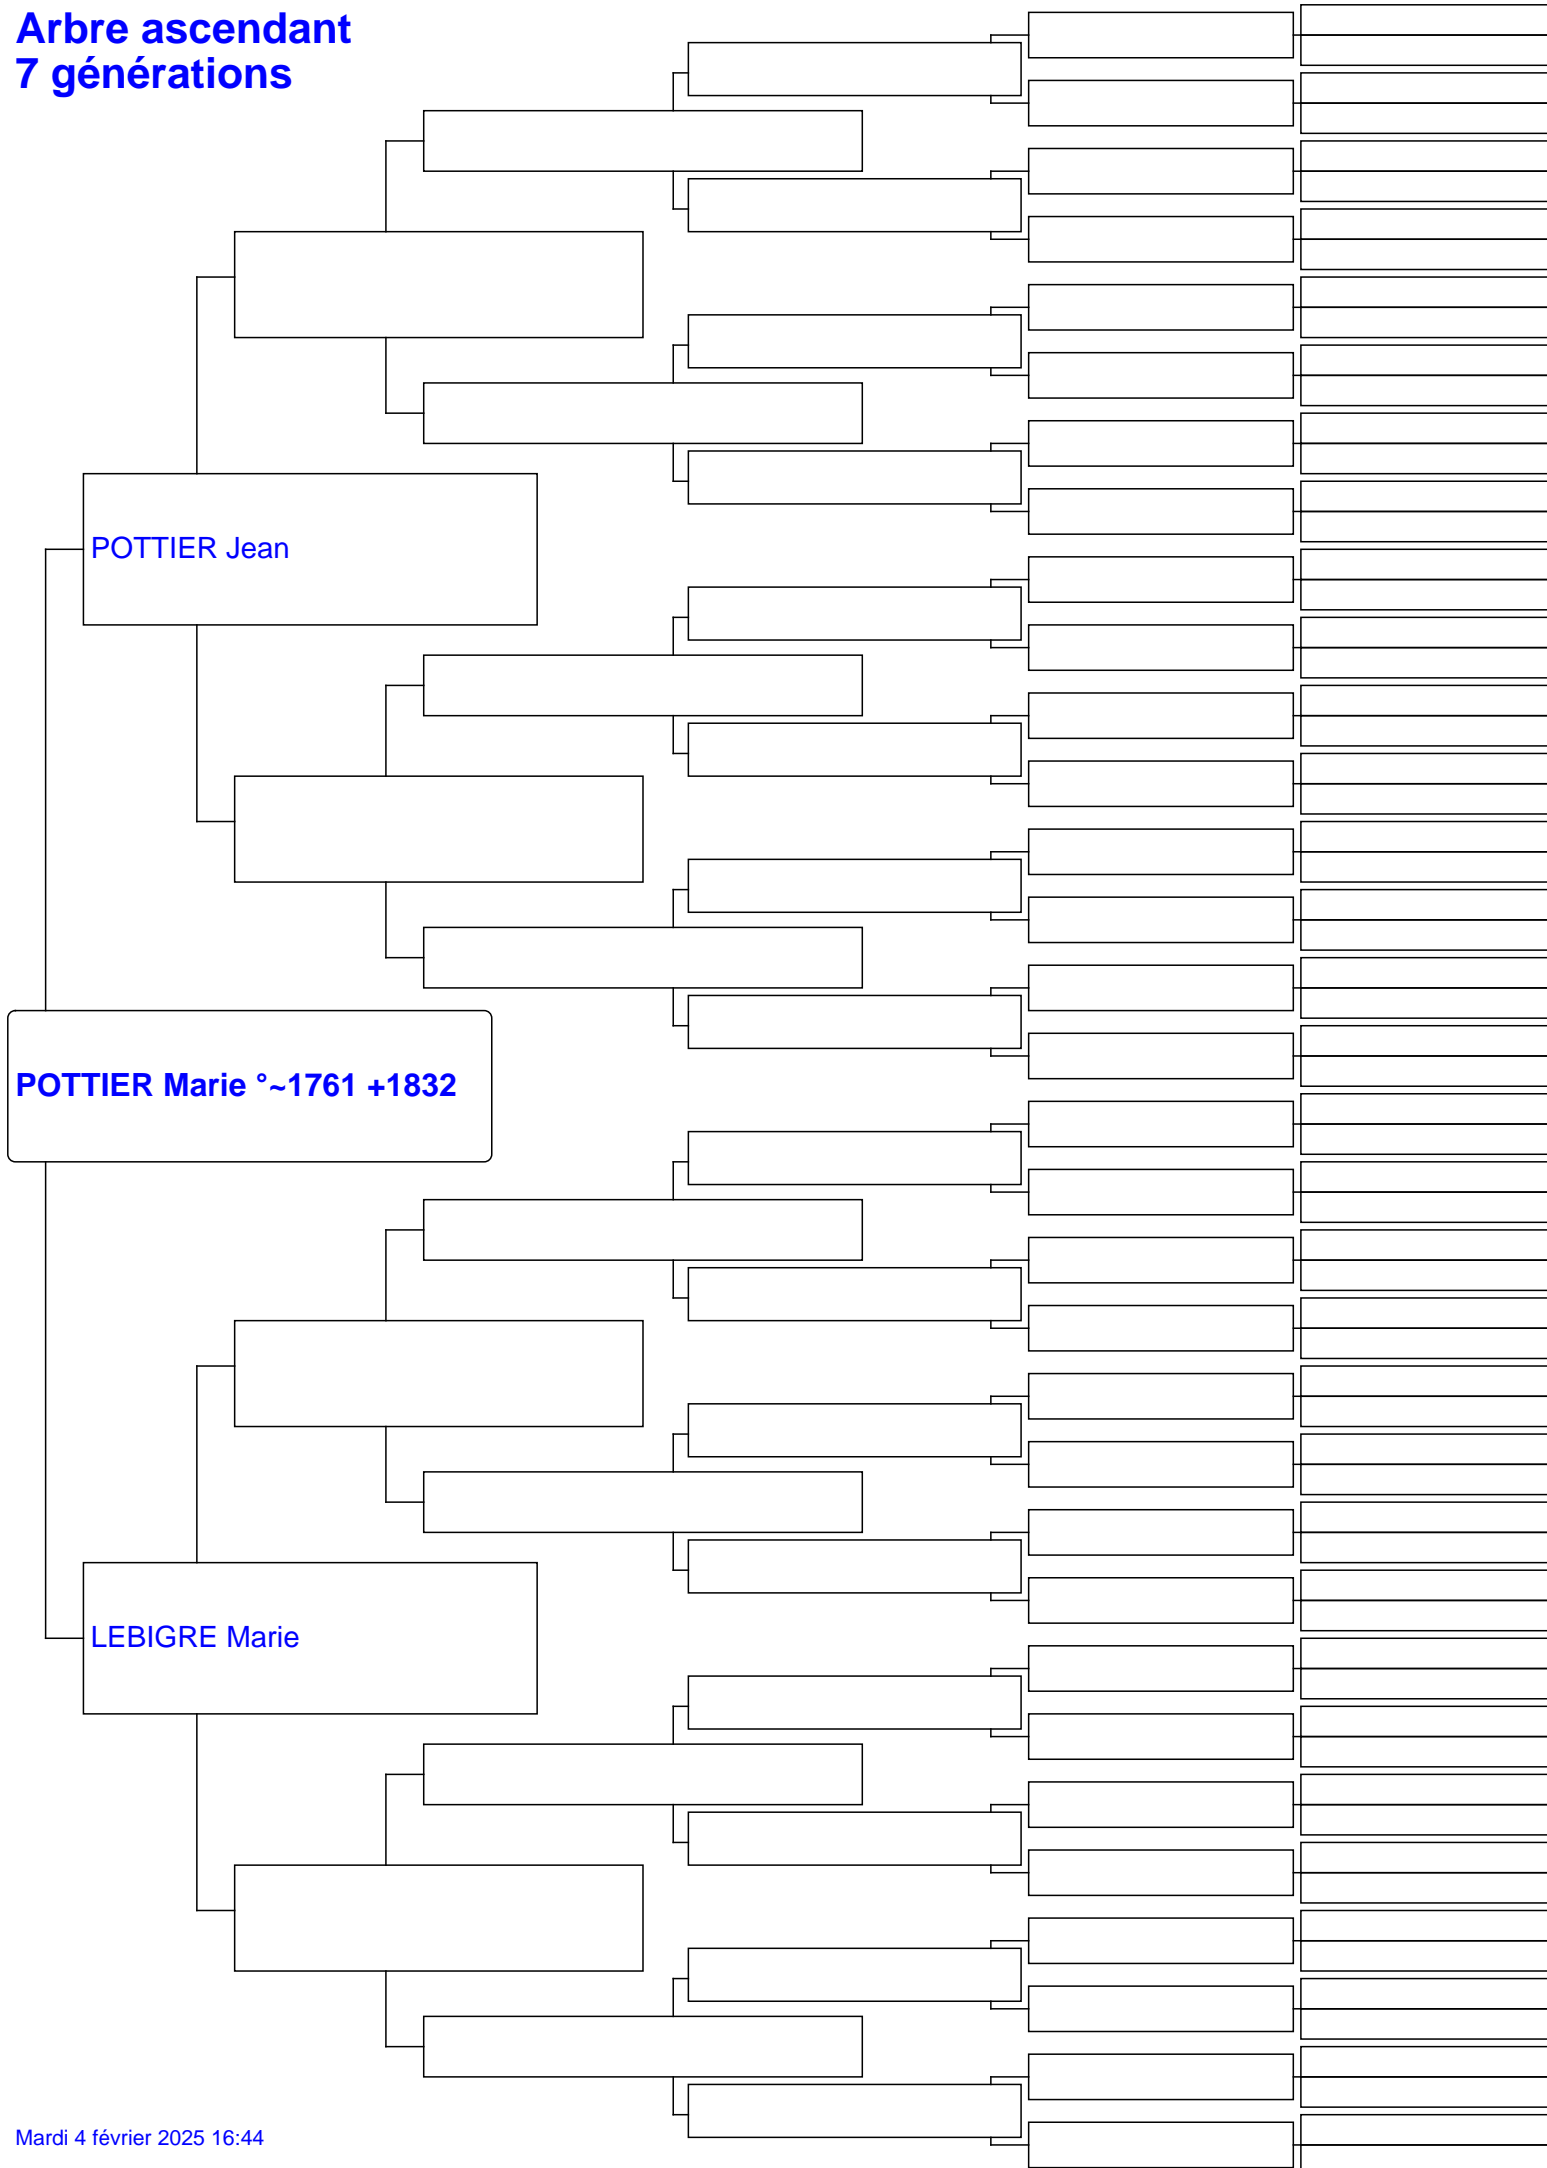 Arbre ascendant
7 générations
POTTIER Jean
POTTIER Marie °~1761 +1832
LEBIGRE Marie
Mardi 4 février 2025 16:44